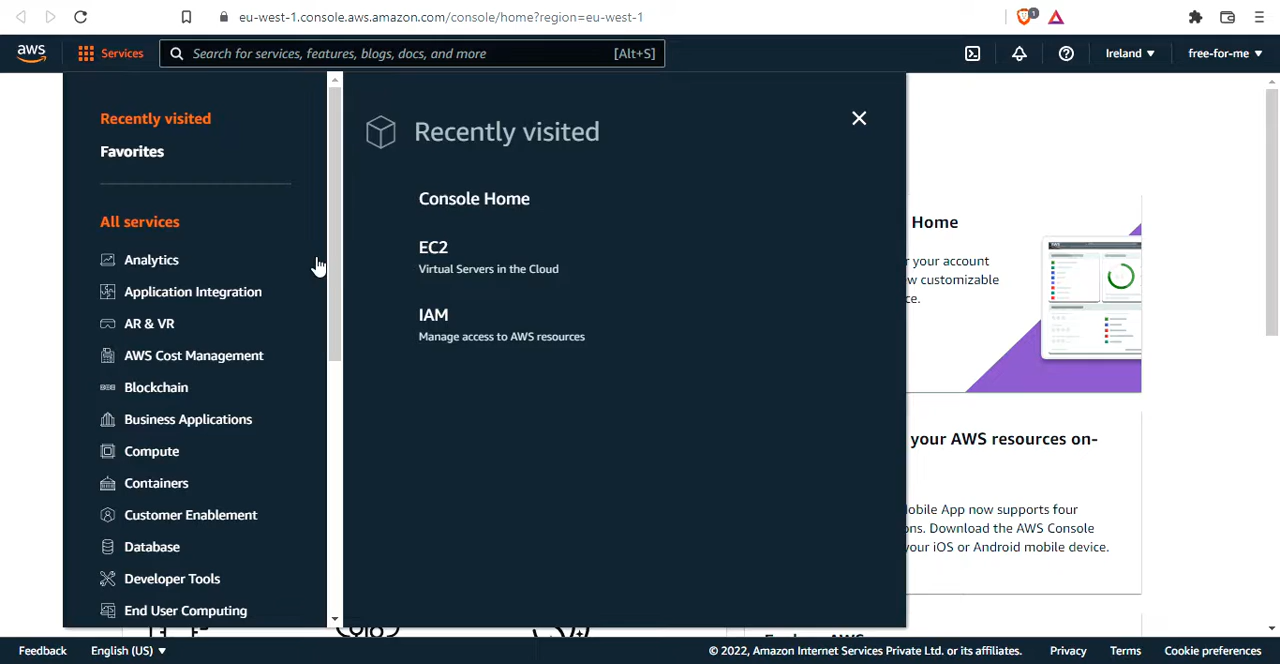 eu-west-1.console.aws.amazon.com/console/home?region=eu-west-1
1
aws
Services
Search for services, features, blogs, docs, and more
[Alt+S]
Ireland
free-for-me
Recently visited
Favorites
All services
Analytics
Application Integration
AR & VR
AWS Cost Management
Blockchain
Business Applications
Compute
Containers
Customer Enablement
Database
Developer Tools
End User Computing
Recently visited
Console Home
EC2
Virtual Servers in the Cloud
IAM
Manage access to AWS resources
Home
your account
customizable
your AWS resources on-
App now supports four
Download the AWS Console
your iOS or Android mobile device.
AWS
Feedback
English (US)
© 2022, Amazon Internet Services Private Ltd. or its affiliates.
Privacy
Terms
Cookie preferences